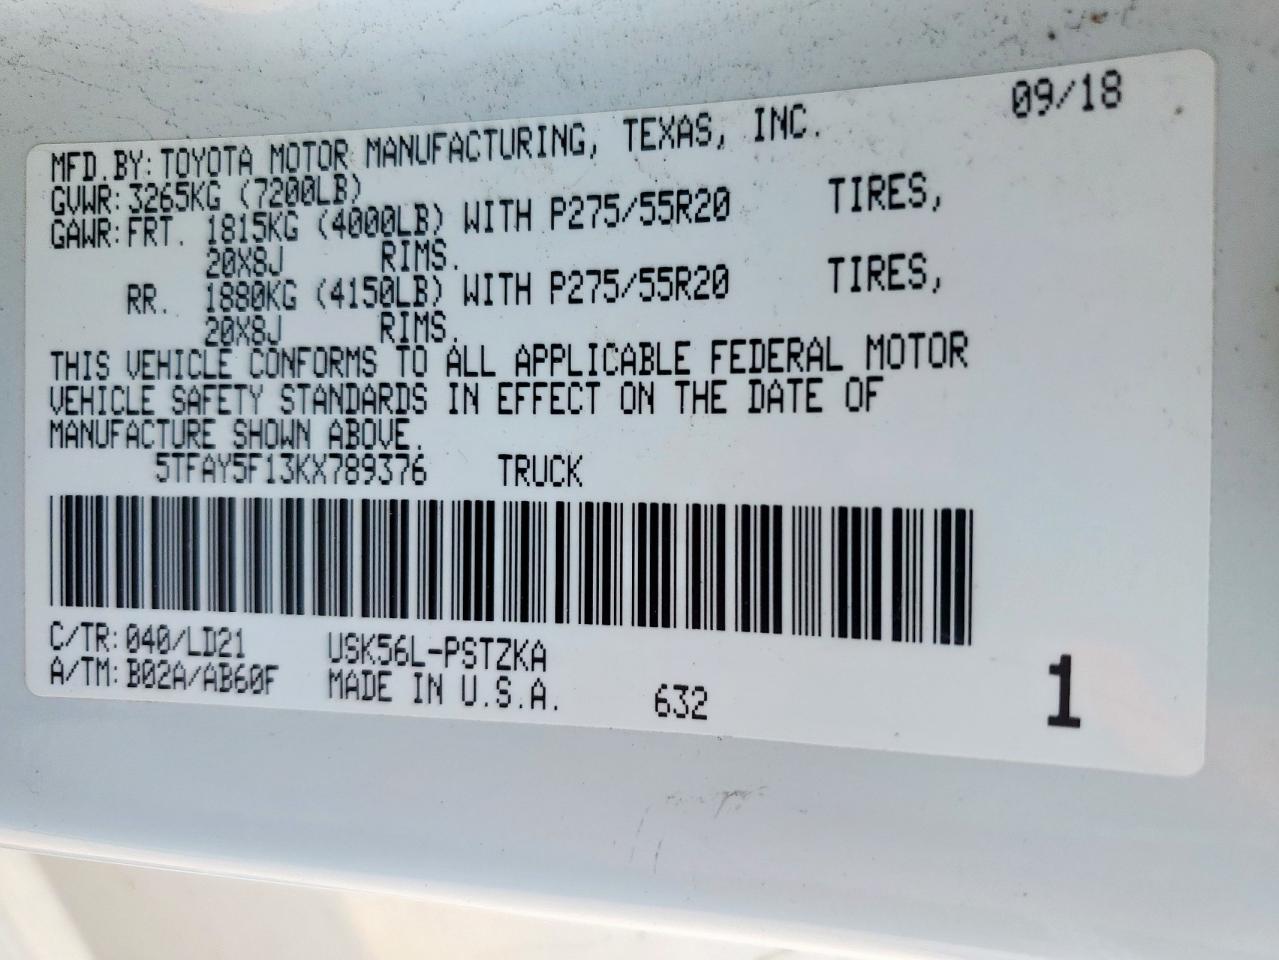 09/18
MFD.BY: TOYOTA MOTOR MANUFACTURING, TEXAS, INC.
GVWR: 3265KG (7200LB)
GAWR: FRT. 1815KG (4000LB) WITH P275/55R20 TIRES,
20X8J RIMS.
RR. 1880KG (4150LB) WITH P275/55R20 TIRES,
20X8J RIMS.
THIS VEHICLE CONFORMS TO ALL APPLICABLE FEDERAL MOTOR
VEHICLE SAFETY STANDARDS IN EFFECT ON THE DATE OF
MANUFACTURE SHOWN ABOVE.
5TFAY5F13KX789376 TRUCK
C/TR: 040/LD21 USK56L-PSTZKA
A/TM: B02A/AB60F MADE IN U.S.A. 632 1